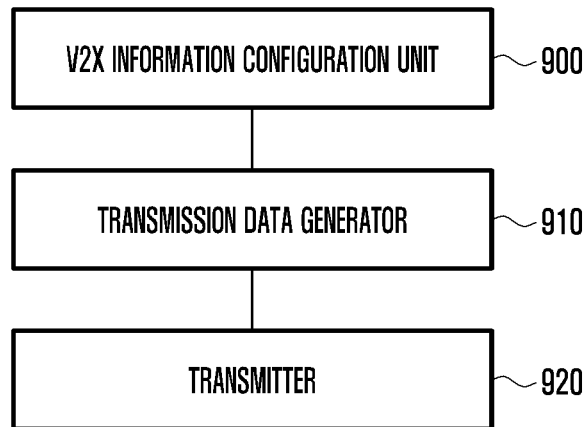 V2X INFORMATION CONFIGURATION UNIT
900
TRANSMISSION DATA GENERATOR
910
TRANSMITTER
920